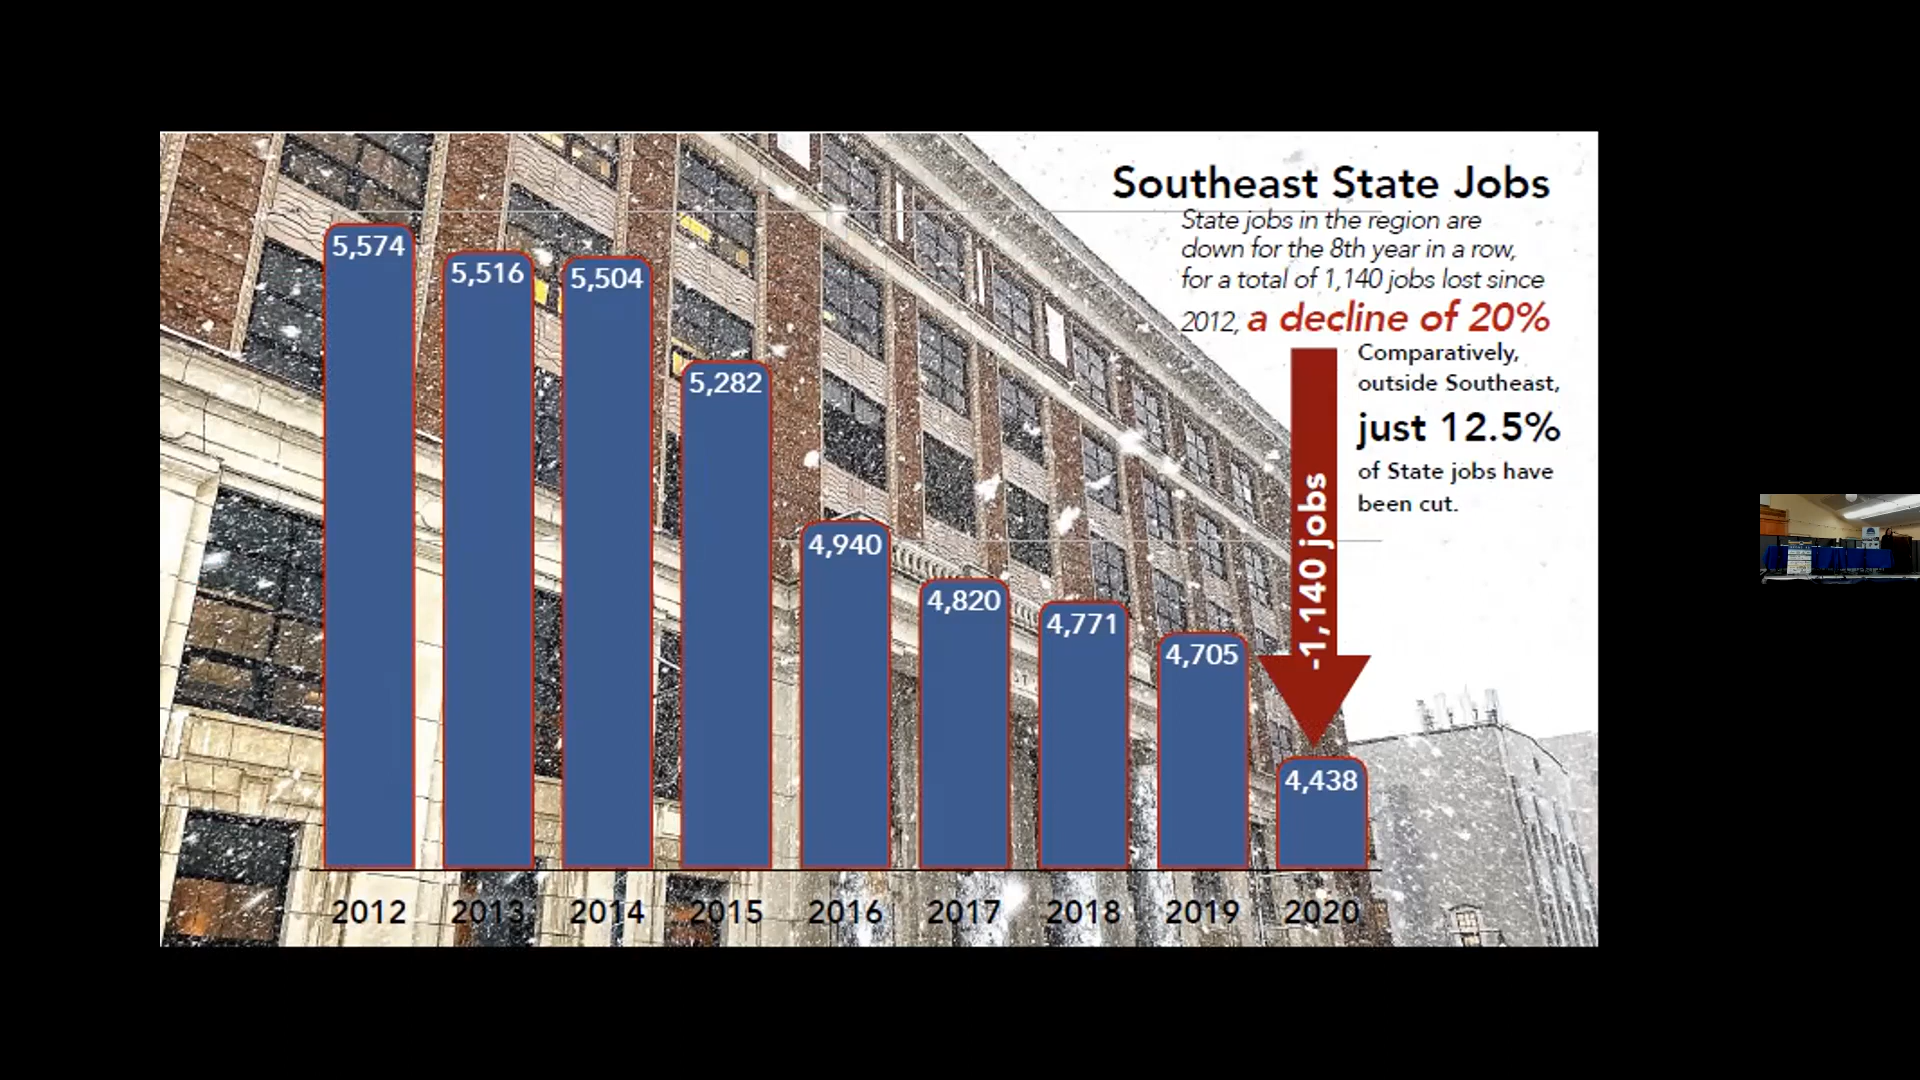 Southeast State Jobs
State jobs in the region are
down for the 8th year in a row,
for a total of 1,140 jobs lost since
2012, a decline of 20%
Comparatively,
outside Southeast,
just 12.5%
of State jobs have
been cut.
-1,140 jobs
5,574
5,516
5,504
5,282
4,940
4,820
4,771
4,705
4,438
2012 2013 2014 2015 2016 2017 2018 2019 2020